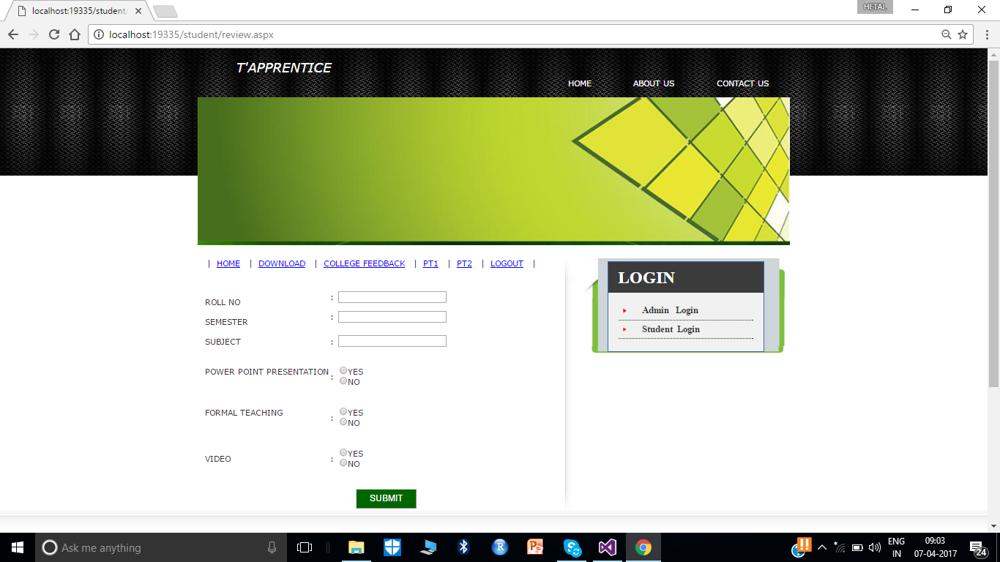 localhost:19335/student/
HETAL
localhost:19335/student/review.aspx
T'APPRENTICE
HOME ABOUT US CONTACT US
| HOME | DOWNLOAD | COLLEGE FEEDBACK | PT1 | PT2 | LOGOUT |
LOGIN
Admin Login
Student Login
ROLL NO :
SEMESTER :
SUBJECT :
POWER POINT PRESENTATION : YES
NO
FORMAL TEACHING : YES
NO
VIDEO : YES
NO
SUBMIT
Ask me anything
ENG
IN
09:03
07-04-2017
24